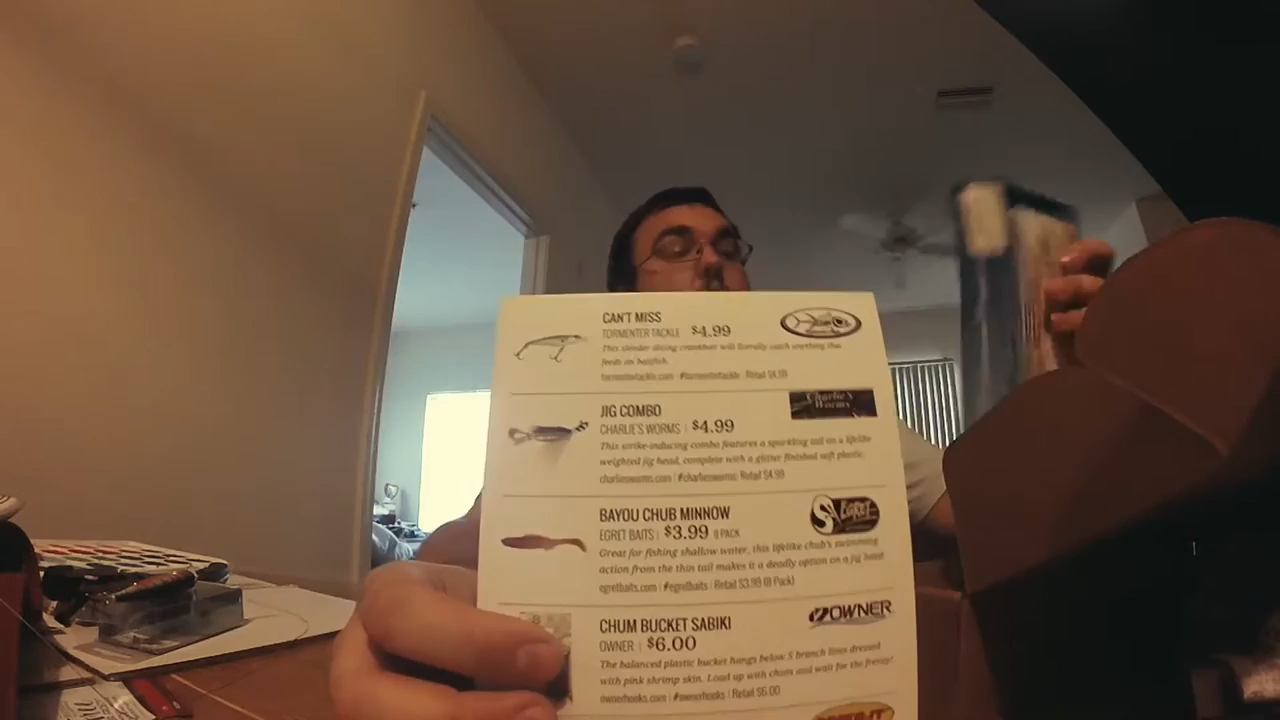 CAN'T MISS
TORMENTER TACKLE $4.99
This slender diving crankbait will literally catch anything that
feeds on baitfish.
tormentertackle.com | #tormentertackle | Retail $4.99
JIG COMBO
CHARLIE'S WORMS | $4.99
Charlie's
Worms
This strike-inducing combo features a sparkling tail on a lifelike
weighted jig head, complete with a glitter finished soft plastic.
charliesworms.com | #charliesworms | Retail $4.99
BAYOU CHUB MINNOW
EGRET BAITS | $3.99 8 PACK
EGRET
Great for fishing shallow water, this lifelike chub's swimming
action from the thin tail makes it a deadly option on a jig head
egretbaits.com | #egretbaits | Retail $3.99 (8 Pack)
CHUM BUCKET SABIKI
OWNER | $6.00
OWNER
The balanced plastic bucket hangs below 5 branch lines dressed
with pink shrimp skin. Load up with chum and wait for the frenzy!
ownerhooks.com | #ownerhooks | Retail $6.00